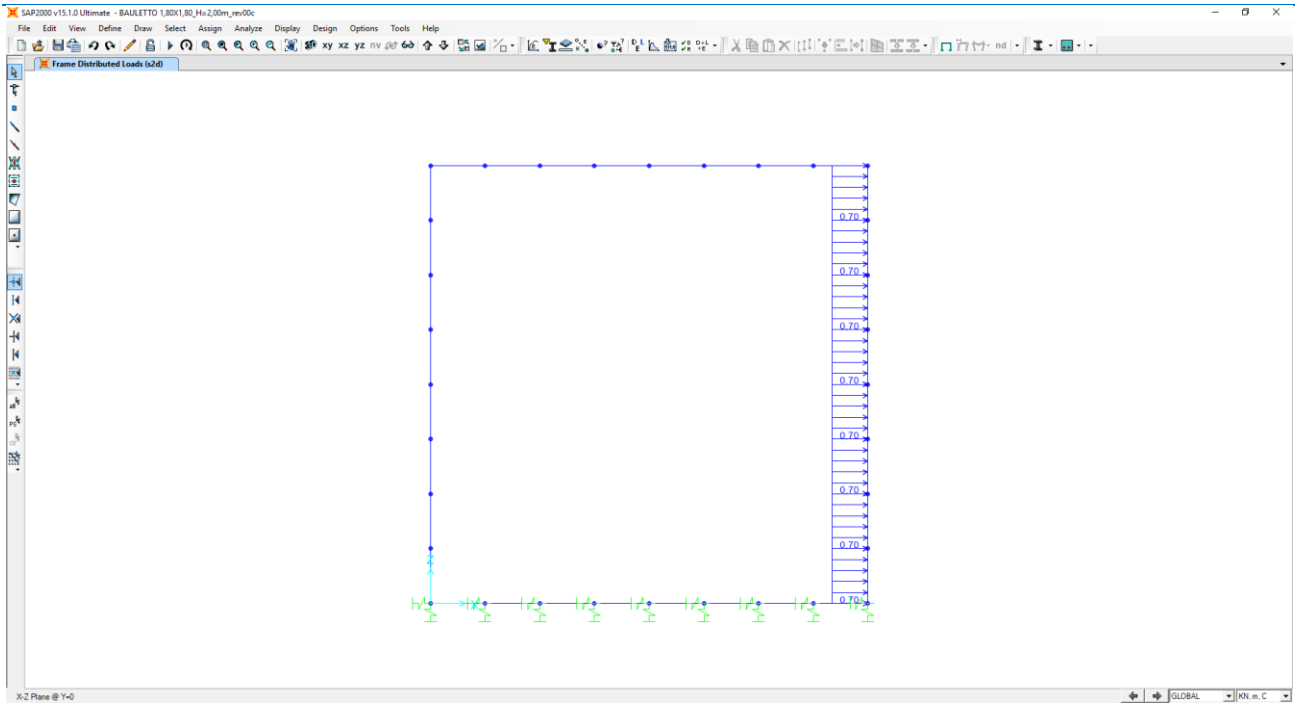 SAP2000 v15.1.0 Ultimate - BAULETTO 1,80X1,80_H=2,00m_rev00c
File Edit View Define Draw Select Assign Analyze Display Design Options Tools Help
xy xz yz nv nd
Frame Distributed Loads (s2d)
0,70
0,70
0,70
0,70
0,70
0,70
0,70
0,70
Z
X
X-Z Plane @ Y=0
GLOBAL
KN, m, C